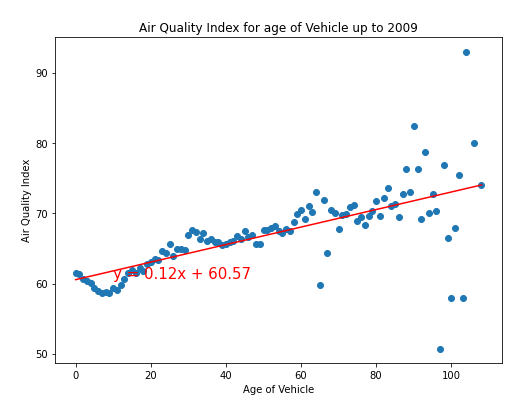 Air Quality Index for age of Vehicle up to 2009
90
80
70
60
50
Air Quality Index
y = 0.12x + 60.57
0 20 40 60 80 100
Age of Vehicle